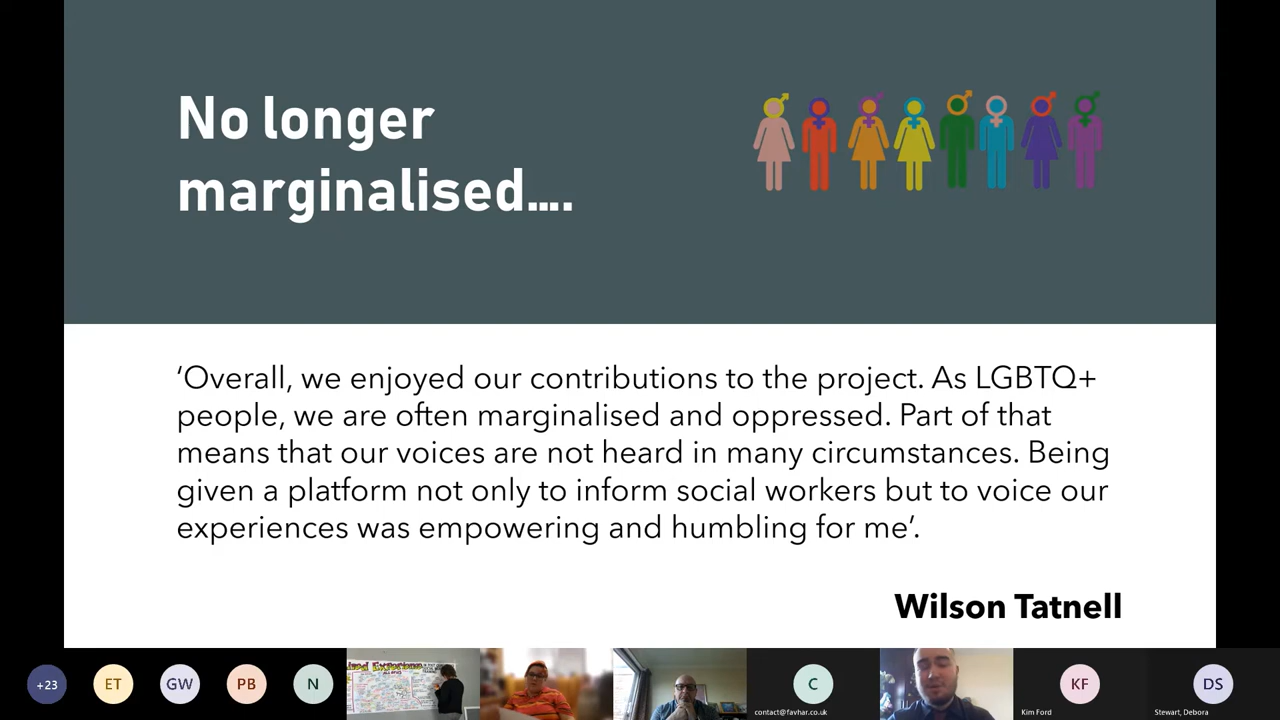 No longer
marginalised....
‘Overall, we enjoyed our contributions to the project. As LGBTQ+
people, we are often marginalised and oppressed. Part of that
means that our voices are not heard in many circumstances. Being
given a platform not only to inform social workers but to voice our
experiences was empowering and humbling for me’.
Wilson Tatnell
+23
ET
GW
PB
N
C
contact@favhar.co.uk
KF
Kim Ford
DS
Stewart, Debora